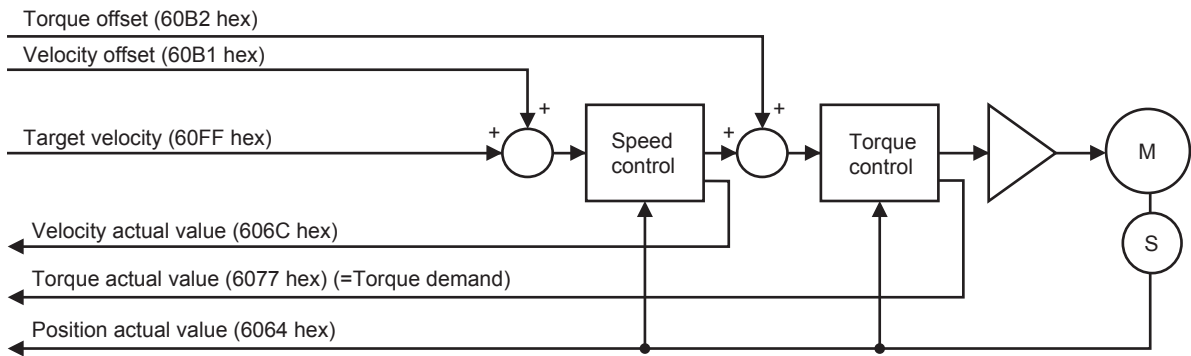 Torque offset (60B2 hex)
Velocity offset (60B1 hex)
+
+
Target velocity (60FF hex)
+
Speed
control
+
Torque
control
M
Velocity actual value (606C hex)
S
Torque actual value (6077 hex) (=Torque demand)
Position actual value (6064 hex)